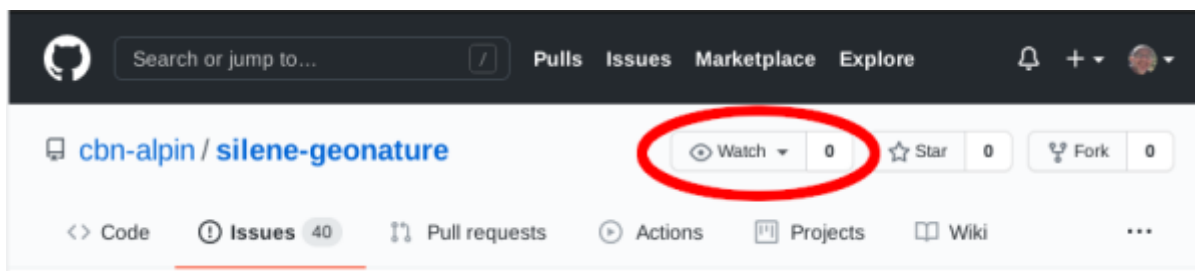 Search or jump to... / Pulls Issues Marketplace Explore
cbn-alpin / silene-geonature Watch 0 Star 0 Fork 0
<> Code Issues 40 Pull requests Actions Projects Wiki ...